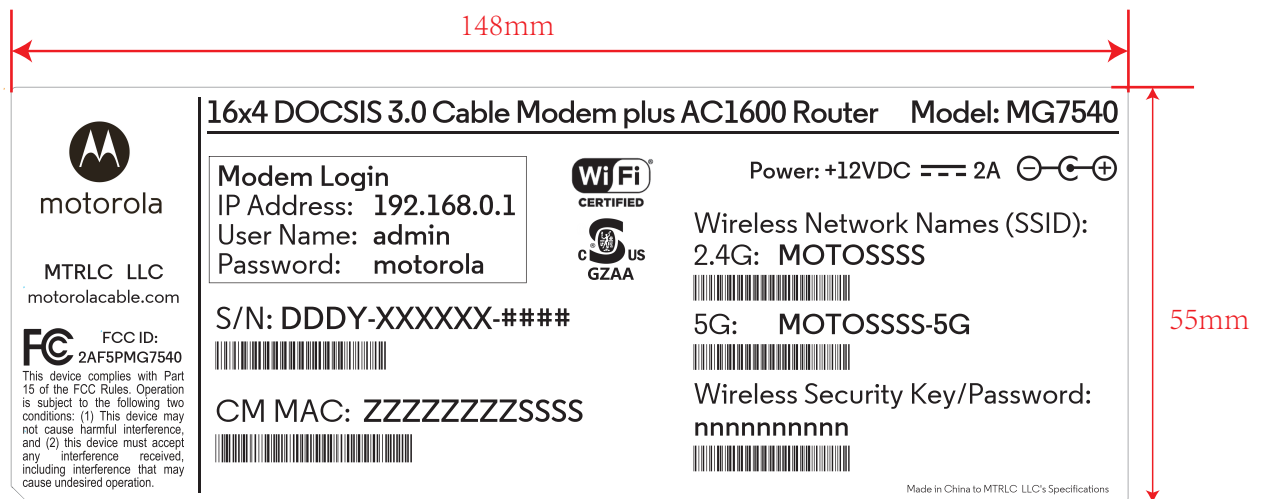 148mm
16x4 DOCSIS 3.0 Cable Modem plus AC1600 Router Model: MG7540
motorola
MTRLC LLC
motorolacable.com
FC
FCC ID:
2AF5PMG7540
This device complies with Part
15 of the FCC Rules. Operation
is subject to the following two
conditions: (1) This device may
not cause harmful interference,
and (2) this device must accept
any interference received,
including interference that may
cause undesired operation.
Modem Login
IP Address: 192.168.0.1
User Name: admin
Password: motorola
S/N: DDDY-XXXXXX-####
CM MAC: ZZZZZZZZSSSS
Wi Fi
CERTIFIED
C S US
GZAA
Power: +12VDC 2A
Wireless Network Names (SSID):
2.4G: MOTOSSSS
5G: MOTOSSSS-5G
Wireless Security Key/Password:
nnnnnnnnnn
Made in China to MTRLC LLC's Specifications
55mm